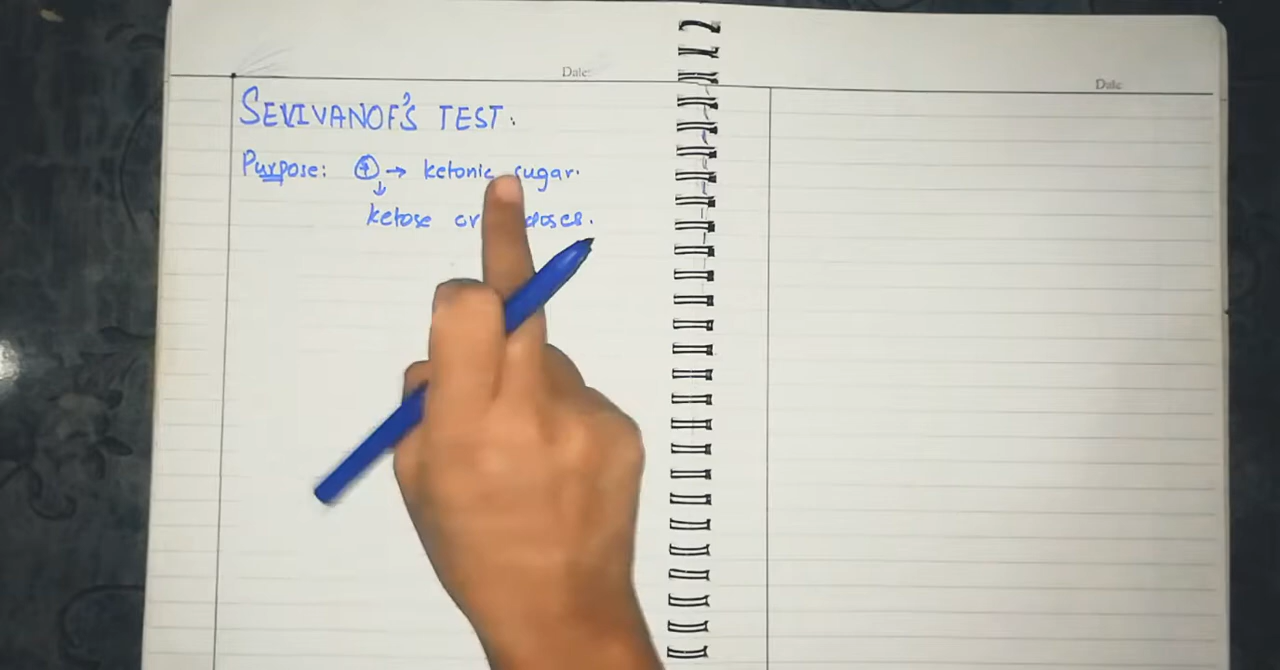 Date:
Date
SEVIVANOF'S TEST:
Purpose: → ketonic sugar.
↓
ketose or